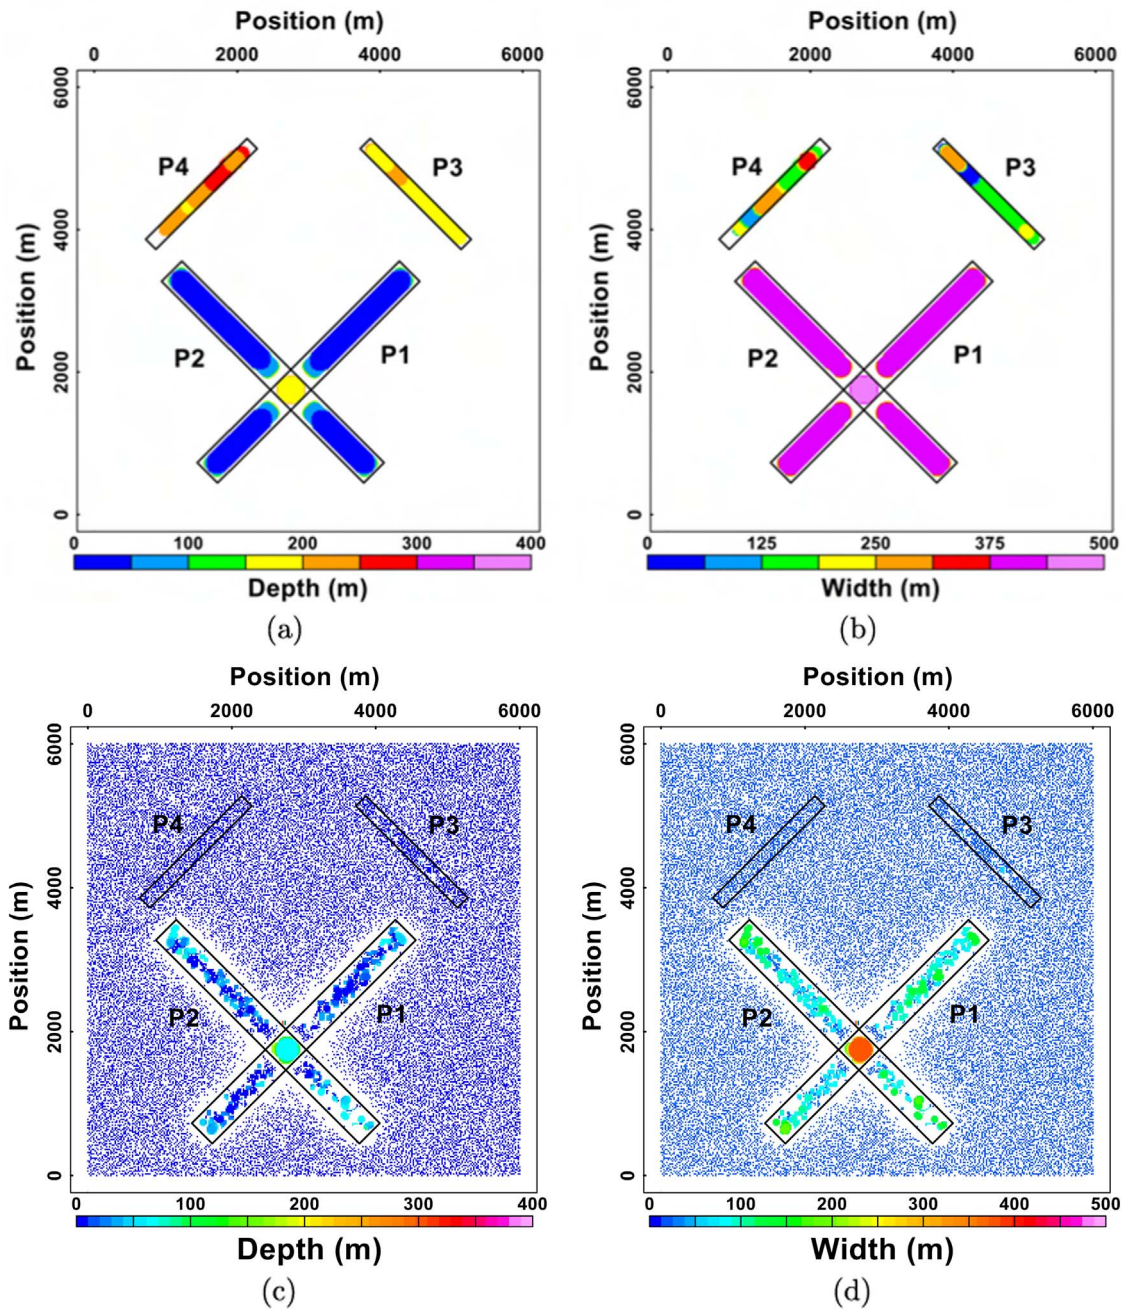 Position (m)
0 2000 4000 6000
Position (m)
6000
4000
2000
0
P4
P3
P2
P1
0 100 200 300 400
Depth (m)
(a)
Position (m)
0 2000 4000 6000
Position (m)
6000
4000
2000
0
P4
P3
P2
P1
0 125 250 375 500
Width (m)
(b)
Position (m)
0 2000 4000 6000
Position (m)
6000
4000
2000
0
P4
P3
P2
P1
0 100 200 300 400
Depth (m)
(c)
Position (m)
0 2000 4000 6000
Position (m)
6000
4000
2000
0
P4
P3
P2
P1
0 100 200 300 400 500
Width (m)
(d)